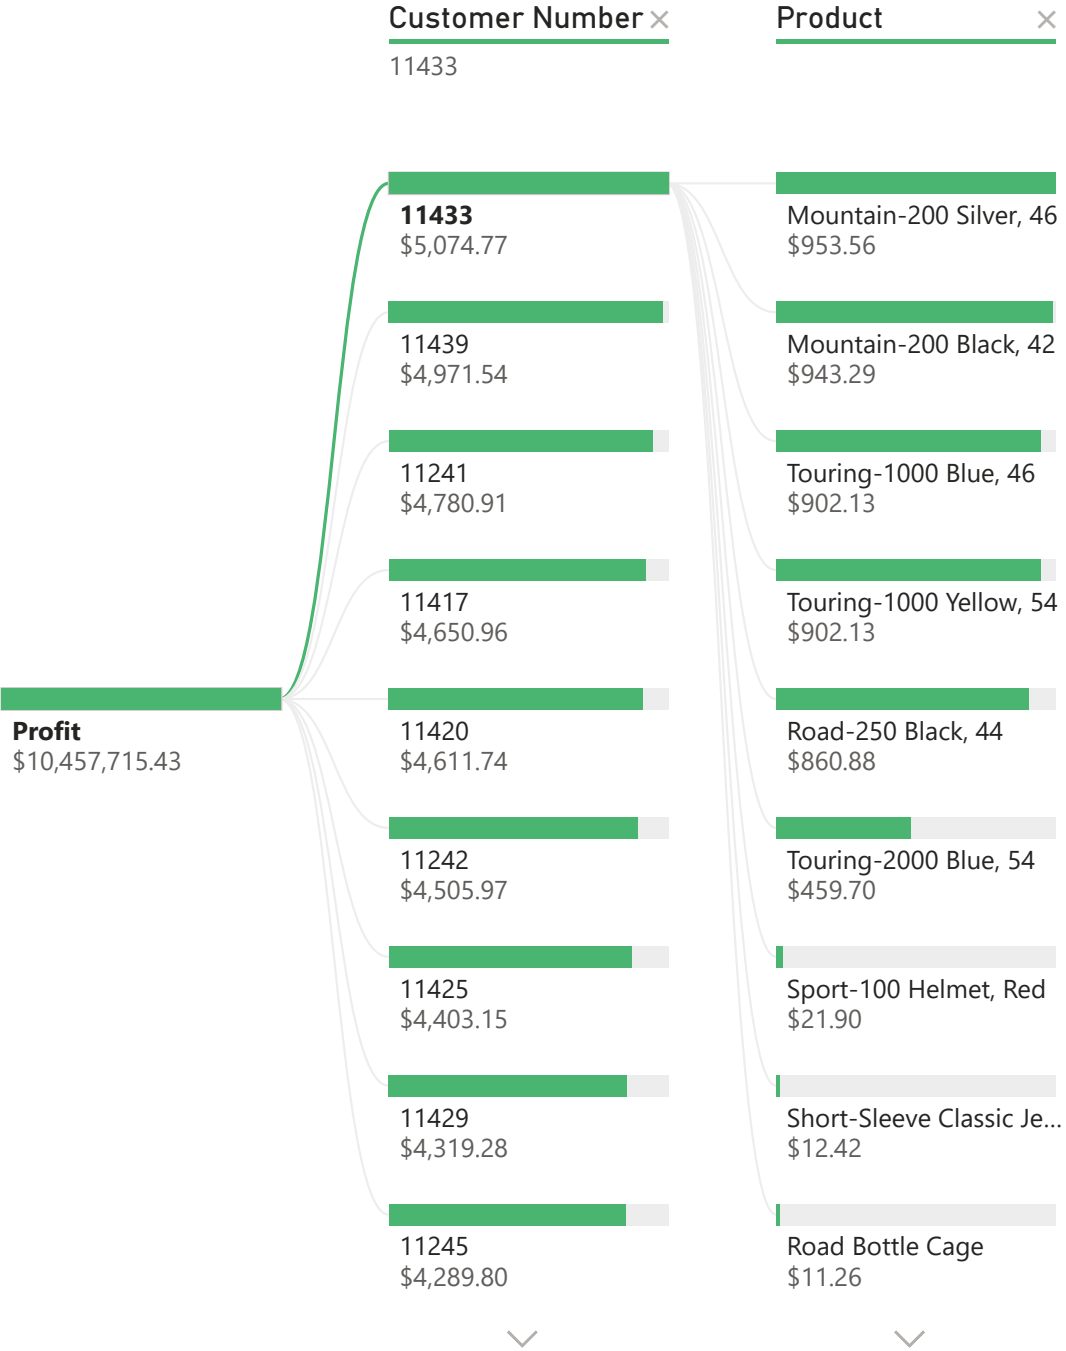 Customer Number
Product
11433
11433
$5,074.77
Mountain-200 Silver, 46
$953.56
11439
$4,971.54
Mountain-200 Black, 42
$943.29
11241
$4,780.91
Touring-1000 Blue, 46
$902.13
11417
$4,650.96
Touring-1000 Yellow, 54
$902.13
Profit
$10,457,715.43
11420
$4,611.74
Road-250 Black, 44
$860.88
11242
$4,505.97
Touring-2000 Blue, 54
$459.70
11425
$4,403.15
Sport-100 Helmet, Red
$21.90
11429
$4,319.28
Short-Sleeve Classic Je...
$12.42
11245
$4,289.80
Road Bottle Cage
$11.26